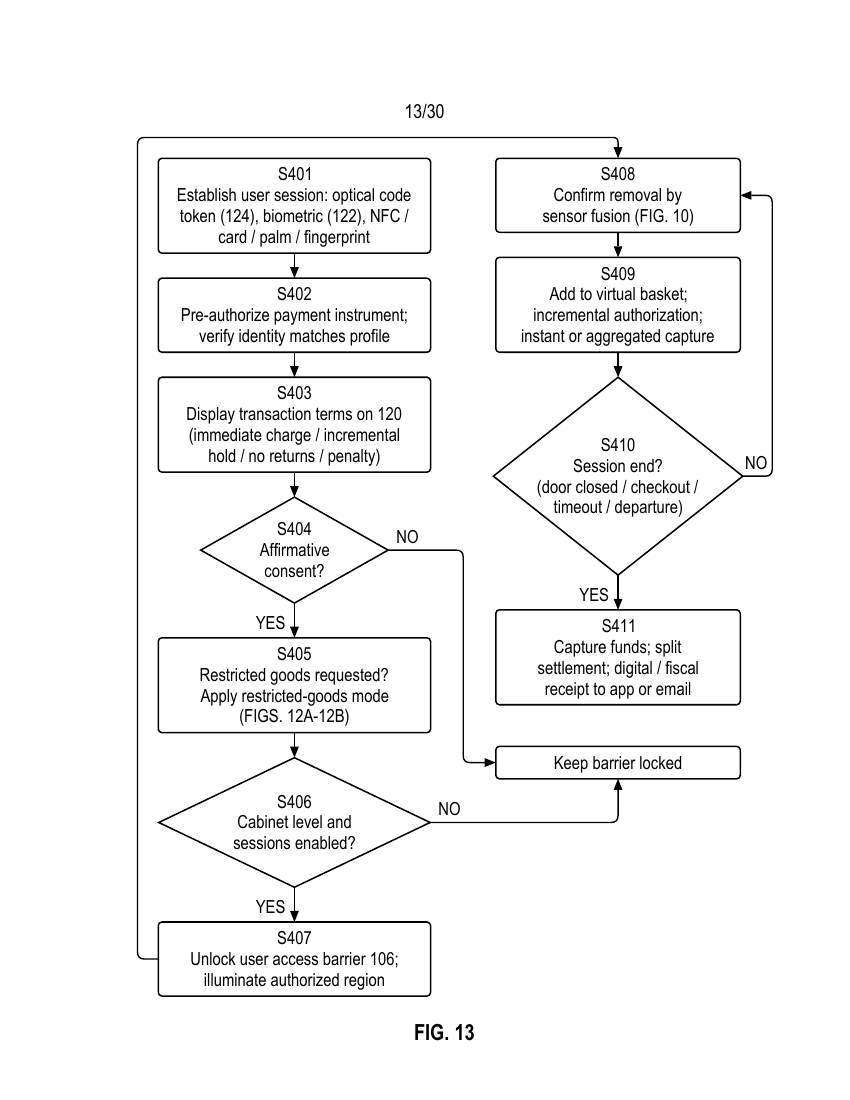 13/30
S401
Establish user session: optical code
token (124), biometric (122), NFC /
card / palm / fingerprint
S402
Pre-authorize payment instrument;
verify identity matches profile
S403
Display transaction terms on 120
(immediate charge / incremental
hold / no returns / penalty)
S404
Affirmative
consent?
NO
YES
S405
Restricted goods requested?
Apply restricted-goods mode
(FIGS. 12A-12B)
S406
Cabinet level and
sessions enabled?
NO
YES
S407
Unlock user access barrier 106;
illuminate authorized region
S408
Confirm removal by
sensor fusion (FIG. 10)
S409
Add to virtual basket;
incremental authorization;
instant or aggregated capture
S410
Session end?
(door closed / checkout /
timeout / departure)
NO
YES
S411
Capture funds; split
settlement; digital / fiscal
receipt to app or email
Keep barrier locked
FIG. 13